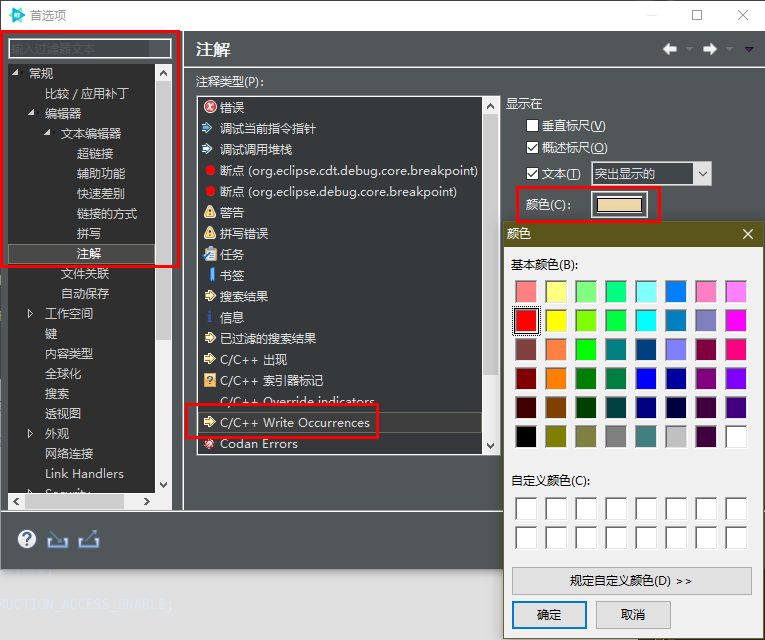 首选项
输入过滤器文本
常规
比较 / 应用补丁
编辑器
文本编辑器
超链接
辅助功能
快速差别
链接的方式
拼写
注解
文件关联
自动保存
工作空间
键
内容类型
全球化
搜索
透视图
外观
网络连接
Link Handlers
Security
注解
注释类型(P):
错误
调试当前指令指针
调试调用堆栈
断点 (org.eclipse.cdt.debug.core.breakpoint)
断点 (org.eclipse.debug.core.breakpoint)
警告
拼写错误
任务
书签
搜索结果
信息
已过滤的搜索结果
C/C++ 出现
C/C++ 索引器标记
C/C++ Override indicators
C/C++ Write Occurrences
Codan Errors
显示在
垂直标尺(V)
概述标尺(O)
文本(T) 突出显示的
颜色(C):
颜色
基本颜色(B):
自定义颜色(C):
规定自定义颜色(D) >>
确定 取消